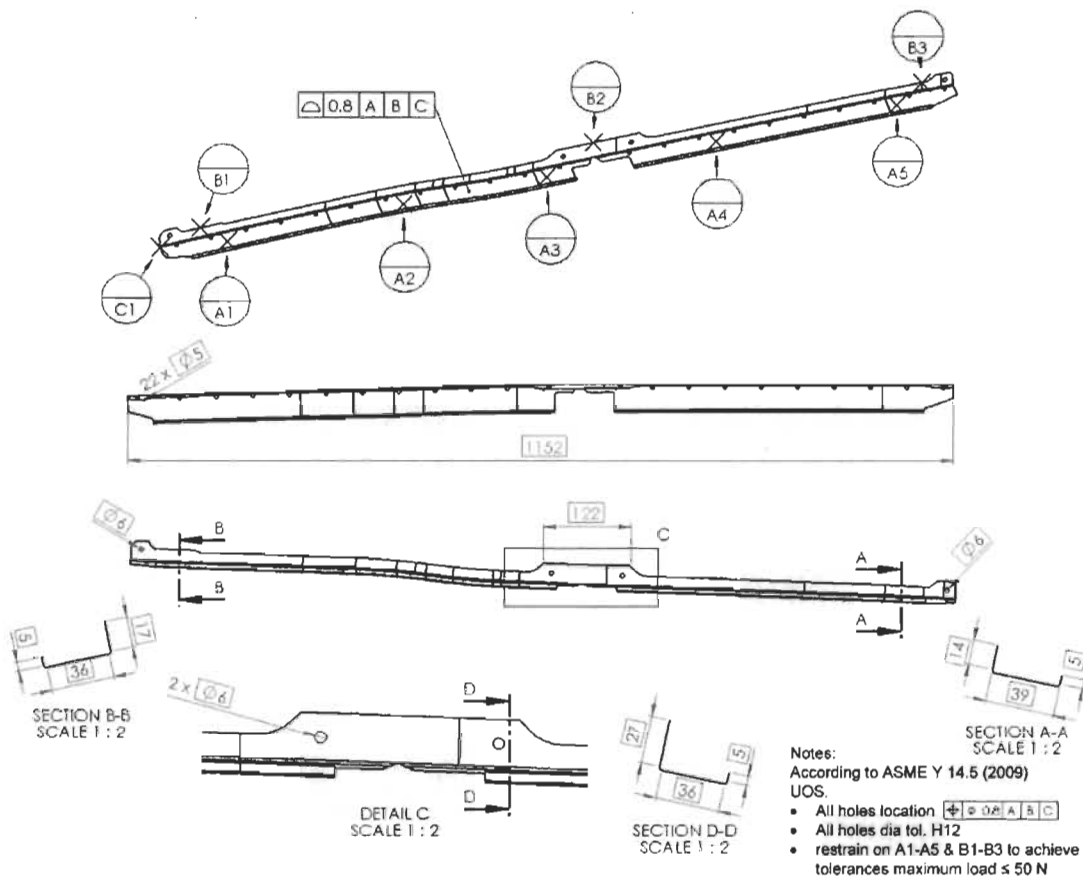 B3
B2
⌓ 0.8 A B C
B1
A5
A4
A3
A2
A1
C1
22 x Ø5
1152
Ø6
B
122
C
Ø6
A
B
A
5
17
36
SECTION B-B
SCALE 1 : 2
2 x Ø6
D
D
DETAIL C
SCALE 1 : 2
27
5
36
SECTION D-D
SCALE 1 : 2
14
5
39
SECTION A-A
SCALE 1 : 2
Notes:
According to ASME Y 14.5 (2009)
UOS.
• All holes location ⌖ ⌀ 0.8 A B C
• All holes dia tol. H12
• restrain on A1-A5 & B1-B3 to achieve
tolerances maximum load ≤ 50 N